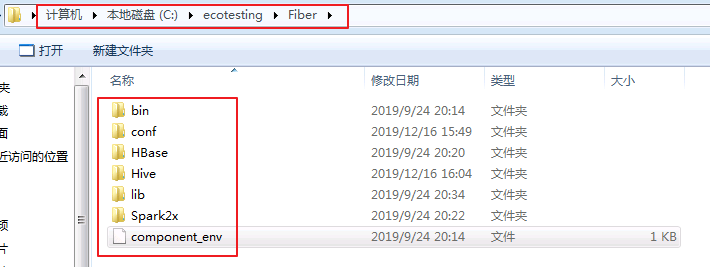 计算机 本地磁盘 (C:) ecotesting Fiber
打开 新建文件夹
夹 名称 修改日期 类型 大小
载 bin 2019/9/24 20:14 文件夹
面 conf 2019/12/16 15:49 文件夹
近访问的位置 HBase 2019/9/24 20:20 文件夹
Hive 2019/12/16 16:04 文件夹
lib 2019/9/24 20:34 文件夹
频 Spark2x 2019/9/24 20:22 文件夹
片 component_env 2019/9/24 20:14 文件 1 KB